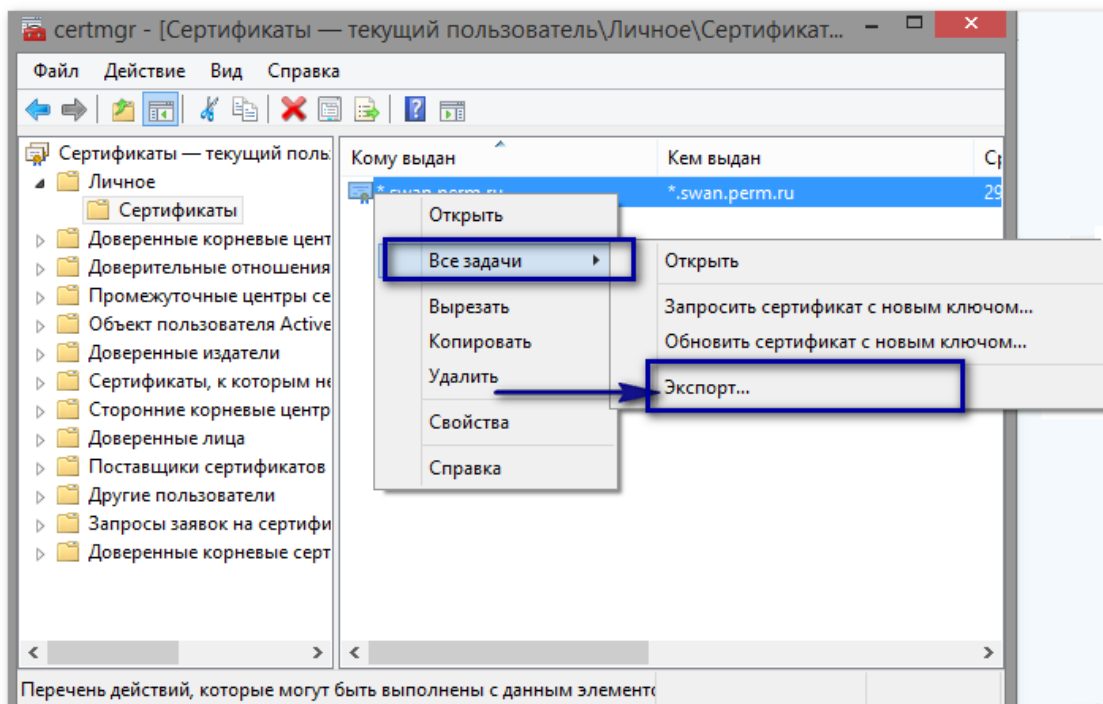 certmgr - [Сертификаты — текущий пользователь\Личное\Сертификат...
Файл Действие Вид Справка
Сертификаты — текущий поль
Личное
Сертификаты
Доверенные корневые цент
Доверительные отношения
Промежуточные центры се
Объект пользователя Active
Доверенные издатели
Сертификаты, к которым не
Сторонние корневые центр
Доверенные лица
Поставщики сертификатов
Другие пользователи
Запросы заявок на сертифи
Доверенные корневые серт
Кому выдан Кем выдан Ср
*.swan.perm.ru *.swan.perm.ru 29
Открыть
Все задачи
Вырезать
Копировать
Удалить
Свойства
Справка
Открыть
Запросить сертификат с новым ключом...
Обновить сертификат с новым ключом...
Экспорт...
Перечень действий, которые могут быть выполнены с данным элементо